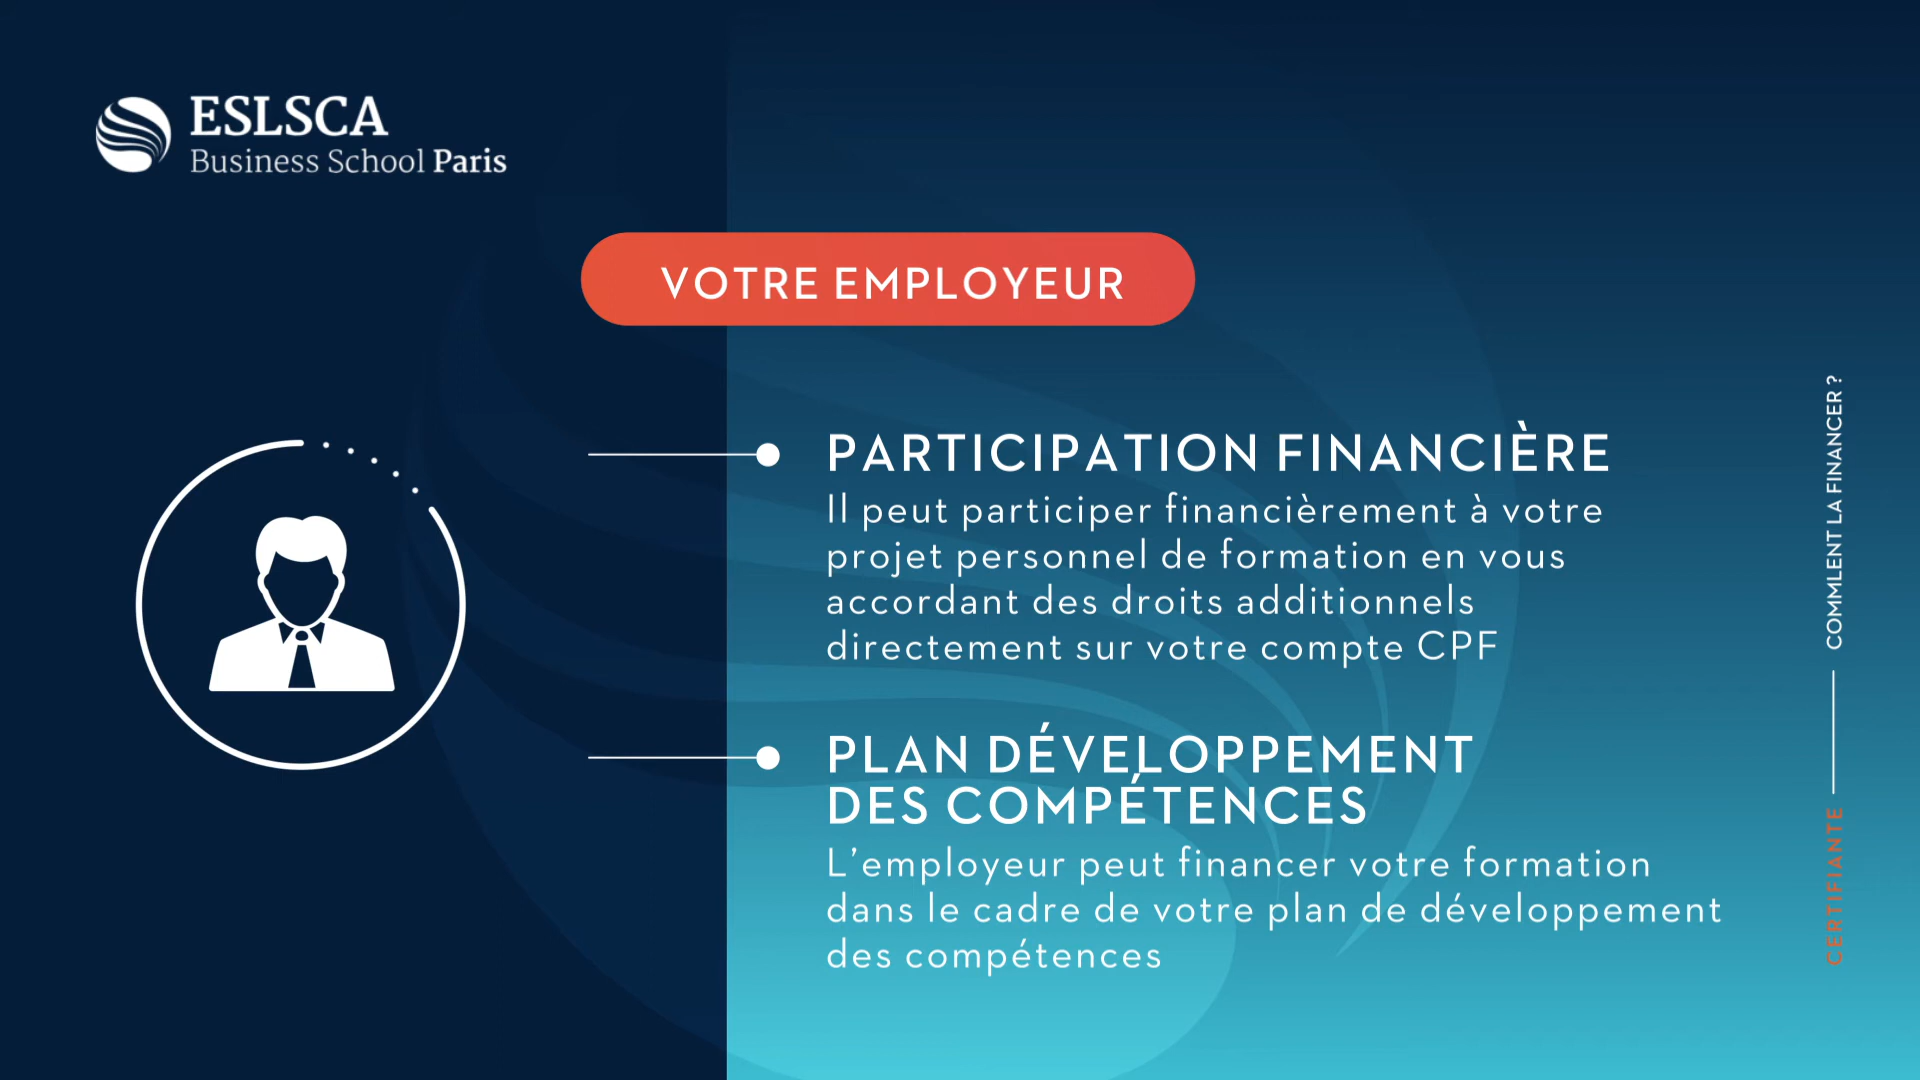 ESLSCA
Business School Paris
VOTRE EMPLOYEUR
PARTICIPATION FINANCIÈRE
Il peut participer financièrement à votre
projet personnel de formation en vous
accordant des droits additionnels
directement sur votre compte CPF
PLAN DÉVELOPPEMENT
DES COMPÉTENCES
L’employeur peut financer votre formation
dans le cadre de votre plan de développement
des compétences
CERTIFIANTE — COMMLENT LA FINANCER ?